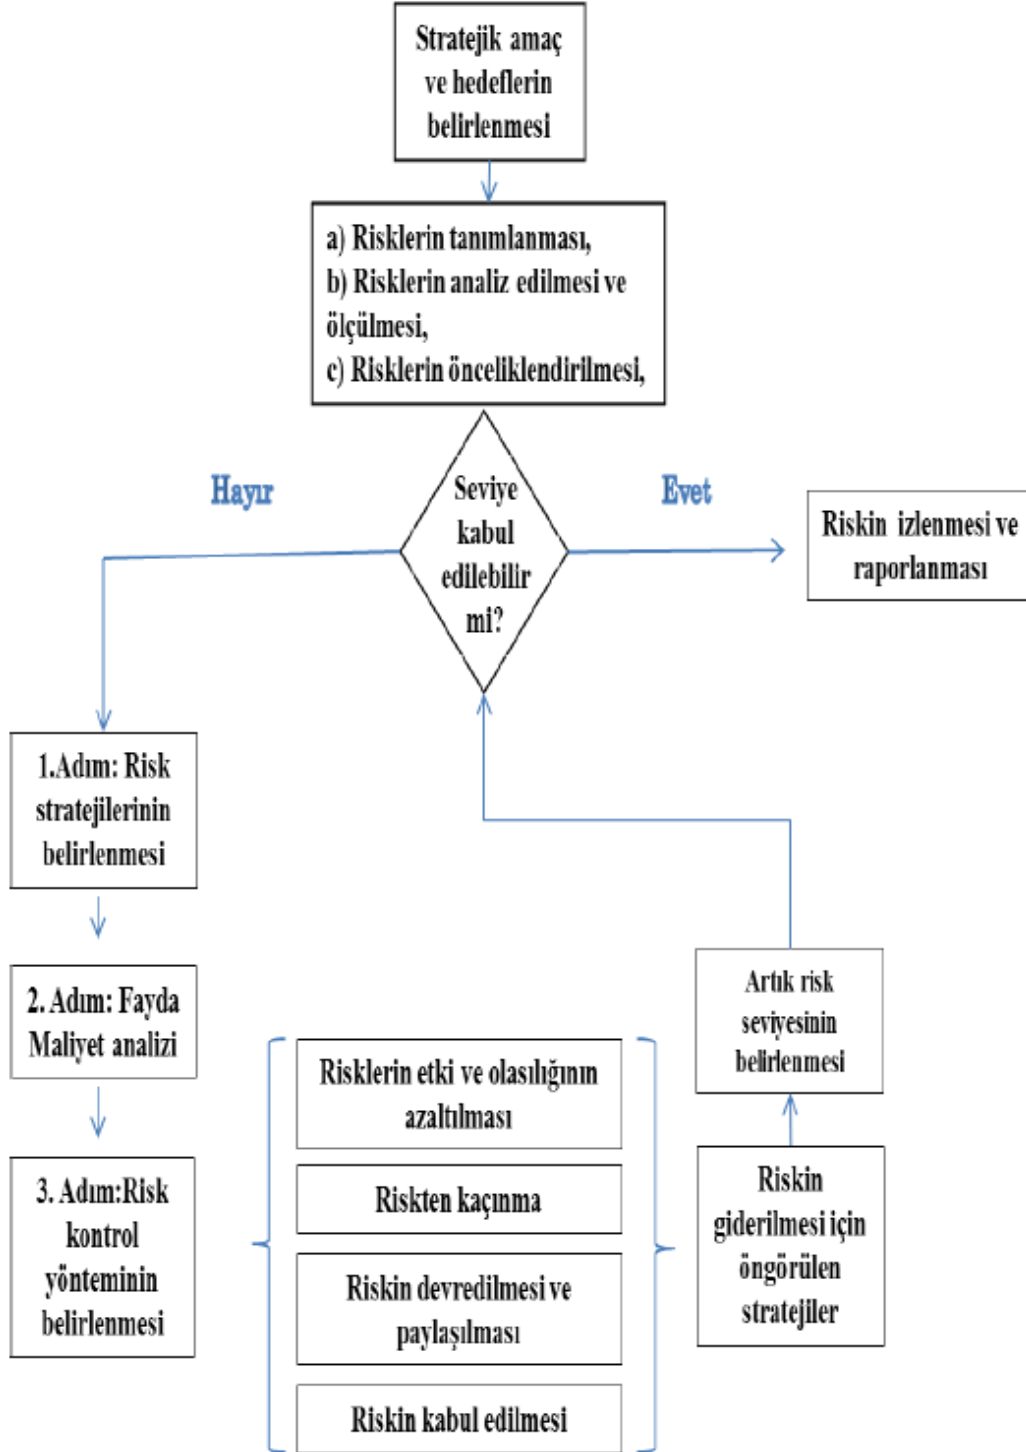 Stratejik amaç
ve hedeflerin
belirlenmesi
a) Risklerin tanımlanması,
b) Risklerin analiz edilmesi ve
ölçülmesi,
c) Risklerin önceliklendirilmesi,
Hayır
Seviye
kabul
edilebilir
mi?
Evet
Riskin izlenmesi ve
raporlanması
1.Adım: Risk
stratejilerinin
belirlenmesi
2. Adım: Fayda
Maliyet analizi
3. Adım:Risk
kontrol
yönteminin
belirlenmesi
Risklerin etki ve olasılığının
azaltılması
Riskten kaçınma
Riskin devredilmesi ve
paylaşılması
Riskin kabul edilmesi
Riskin
giderilmesi için
öngörülen
stratejiler
Artık risk
seviyesinin
belirlenmesi